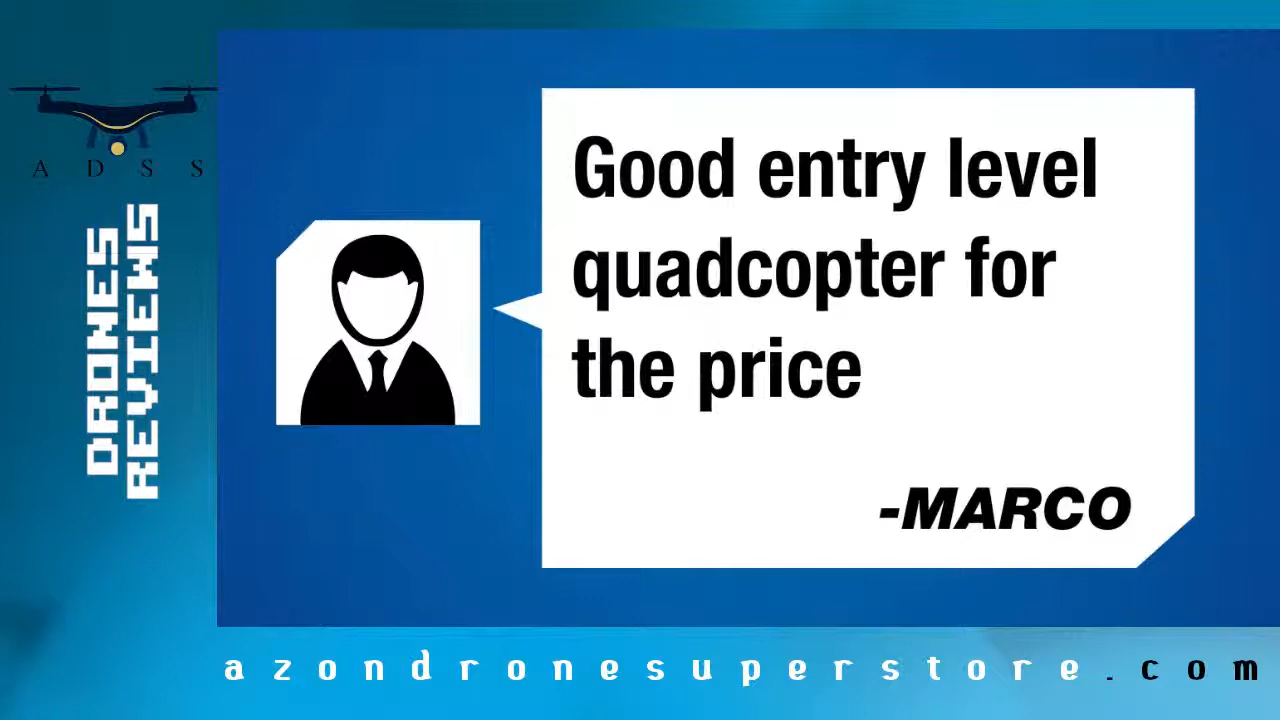 A D S S
DRONES
REVIEWS
Good entry level
quadcopter for
the price
-MARCO
azondronesuperstore.com